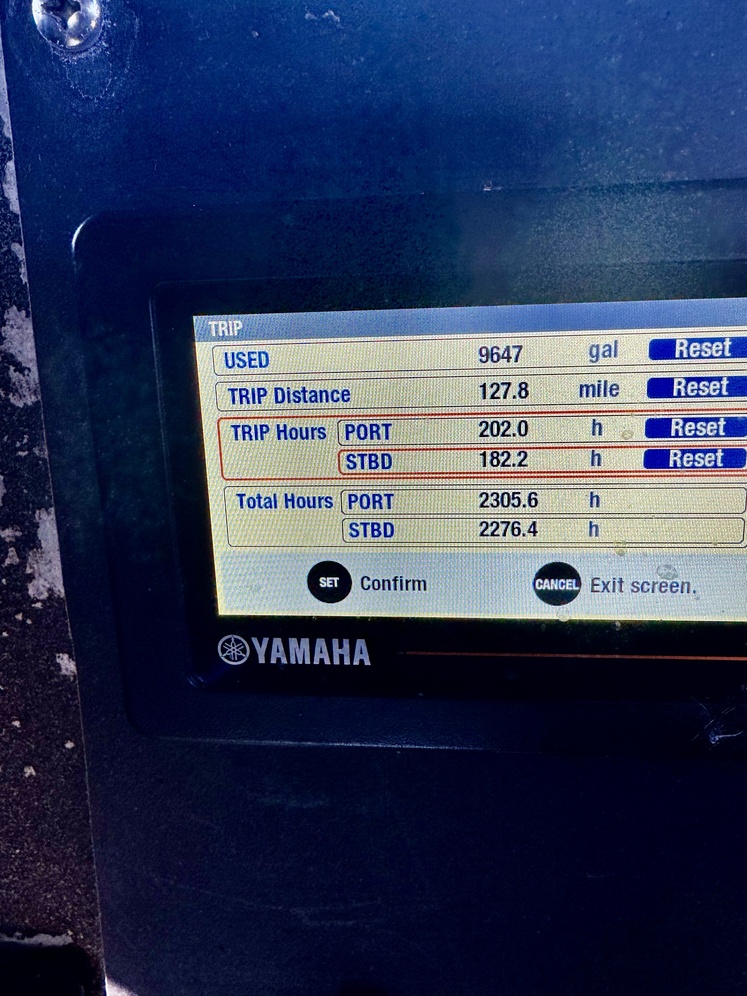 TRIP
USED 9647 gal Reset
TRIP Distance 127.8 mile Reset
TRIP Hours PORT 202.0 h Reset
STBD 182.2 h Reset
Total Hours PORT 2305.6 h
STBD 2276.4 h
SET Confirm CANCEL Exit screen.
YAMAHA